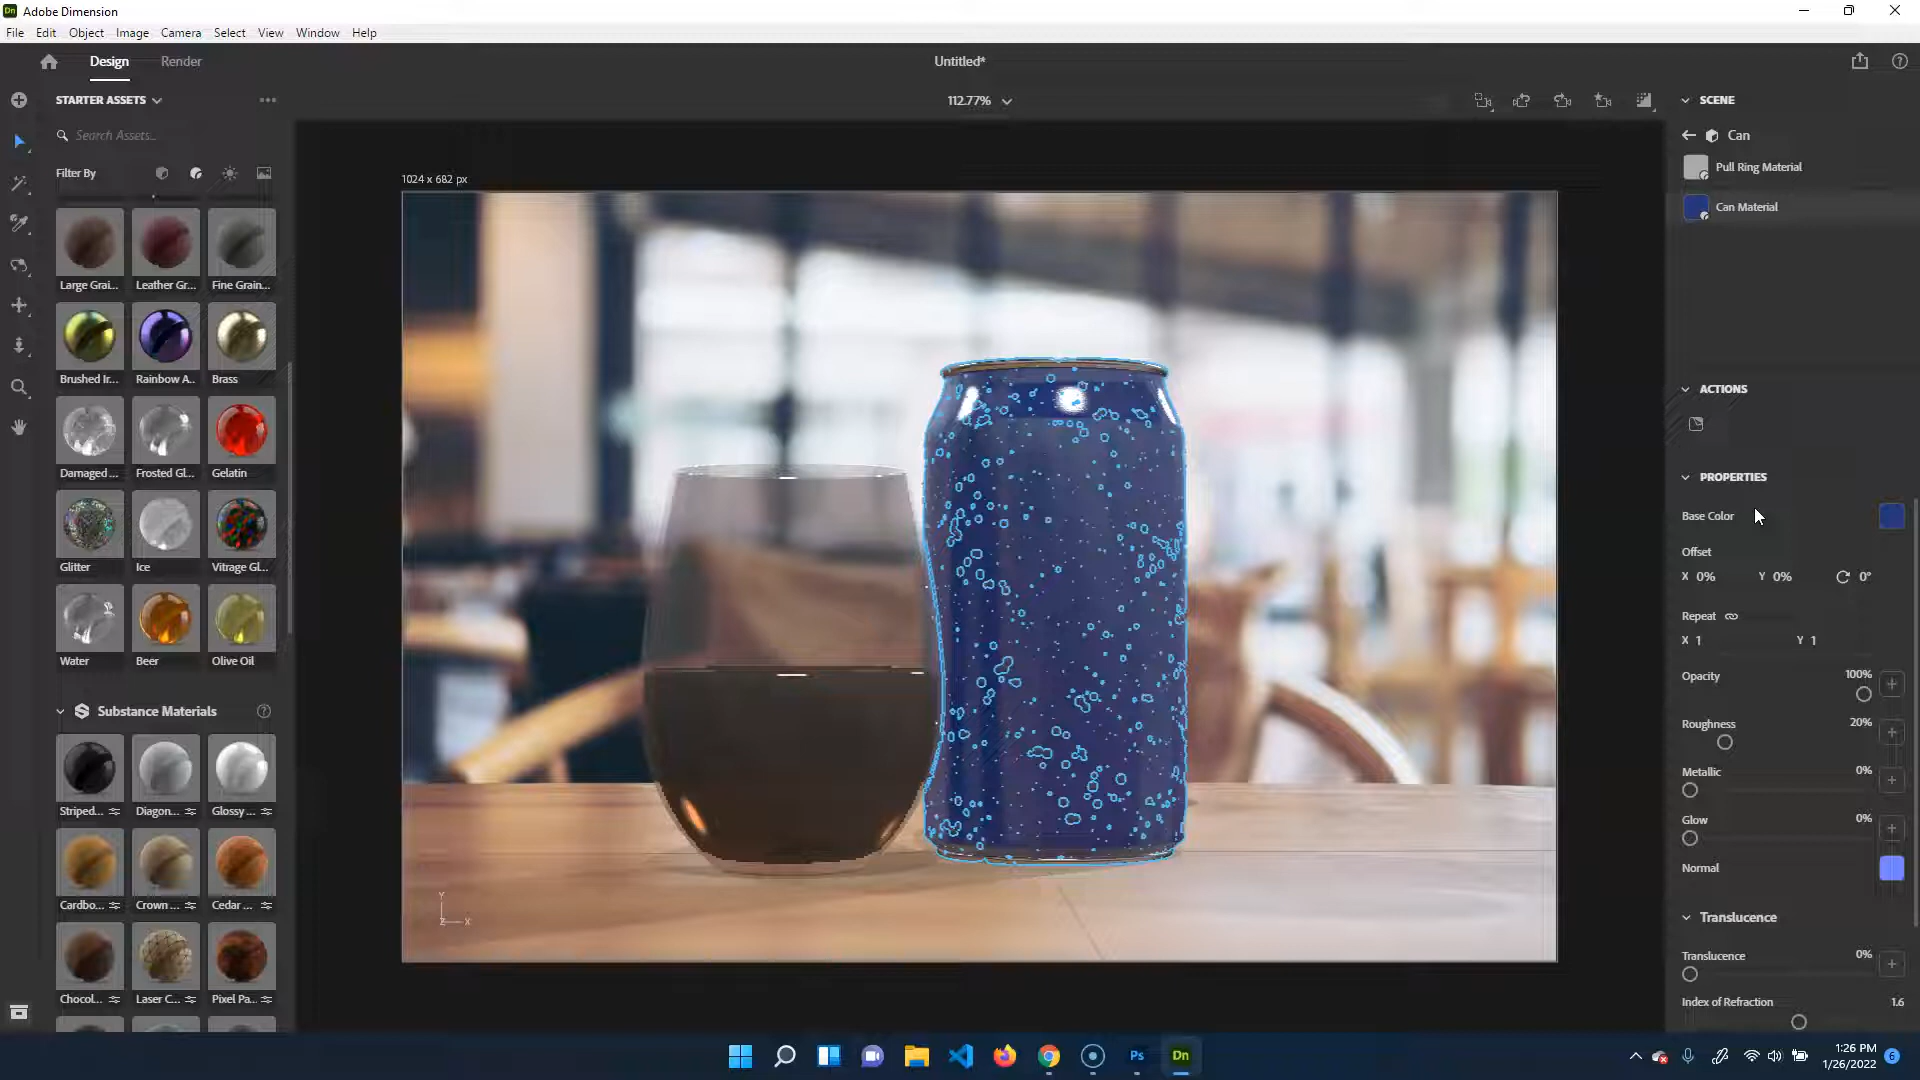 Dn Adobe Dimension
File Edit Object Image Camera Select View Window Help
Design Render
Untitled*
STARTER ASSETS
112.77%
SCENE
Search Assets...
Can
Filter By
Pull Ring Material
1024 x 682 px
Can Material
Large Grai...
Leather Gr...
Fine Grain...
Brushed Ir...
Rainbow A..
Brass
ACTIONS
Damaged ...
Frosted Gl...
Gelatin
PROPERTIES
Base Color
Offset
Glitter
Ice
Vitrage Gl...
X 0% Y 0% 0°
Repeat
X 1 Y 1
Water
Beer
Olive Oil
Opacity 100%
Substance Materials
Roughness 20%
Metallic 0%
Striped...
Diagon...
Glossy ...
Glow 0%
Normal
Cardbo...
Crown ...
Cedar ...
Translucence
Y
Z X
Translucence 0%
Chocol...
Laser C...
Pixel Pa...
Index of Refraction 1.6
Ps
Dn
1:26 PM
1/26/2022
6